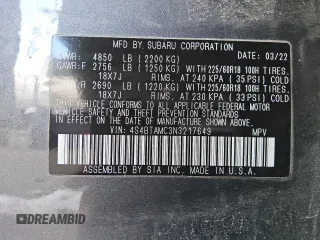 MFD. BY SUBARU CORPORATION 03/22
GVWR: 4850 LB (2200 KG)
GAWR:F 2756 LB (1250 KG) WITH 225/60R18 100H TIRES,
18X7J RIMS, AT 240 KPA ( 35 PSI) COLD
R 2690 LB (1220 KG) WITH 225/60R18 100H TIRES,
18X7J RIMS, AT 230 KPA ( 33 PSI) COLD
THIS VEHICLE CONFORMS TO ALL APPLICABLE FEDERAL MOTOR
VEHICLE SAFETY, BUMPER, AND THEFT PREVENTION STANDARDS
IN EFFECT ON THE DATE OF MANUFACTURE SHOWN ABOVE.
VIN: 4S4BTAMC3N3217649 MPV
ASSEMBLED BY SIA INC. MADE IN U.S.A.
DREAMBID